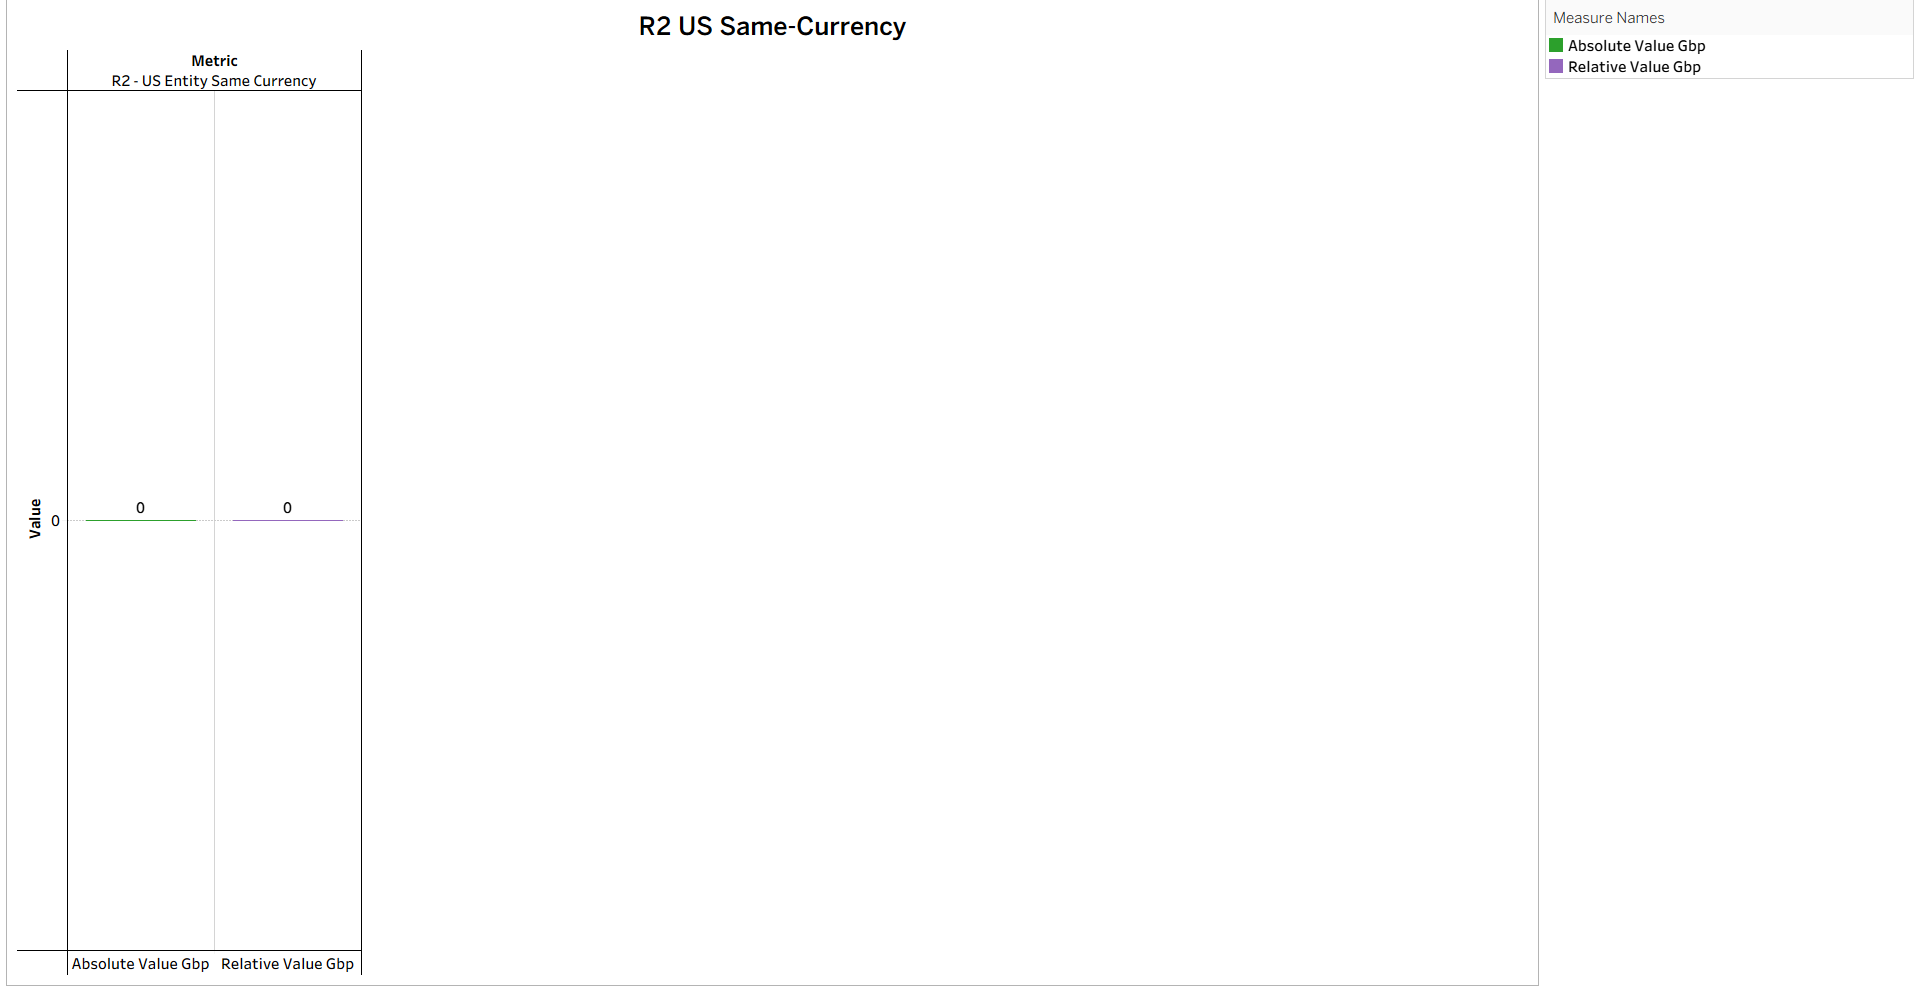 R2 US Same-Currency
Metric
R2 - US Entity Same Currency
Value
0
0
0
Absolute Value Gbp
Relative Value Gbp
Measure Names
Absolute Value Gbp
Relative Value Gbp